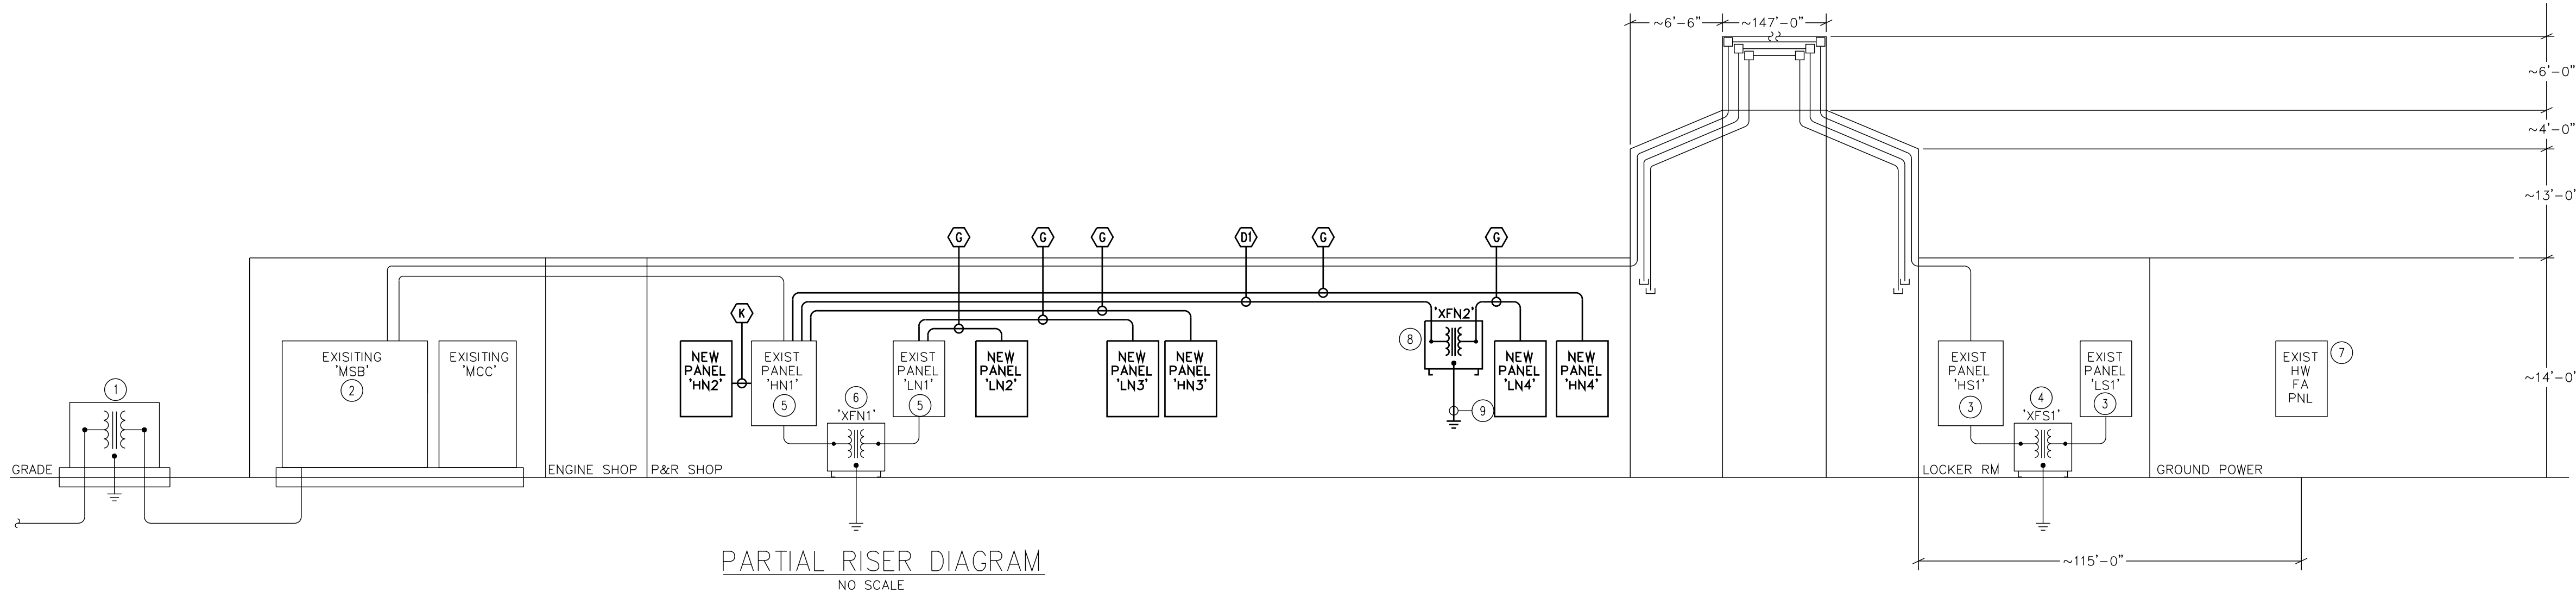 ~6'-6"
~147'-0"
~6'-0"
~4'-0"
~13'-0"
~14'-0"
G
G
G
D1
G
G
K
1
EXISITING
'MSB'
2
EXISITING
'MCC'
NEW
PANEL
'HN2'
EXIST
PANEL
'HN1'
5
6
'XFN1'
EXIST
PANEL
'LN1'
5
NEW
PANEL
'LN2'
NEW
PANEL
'LN3'
NEW
PANEL
'HN3'
8
'XFN2'
9
NEW
PANEL
'LN4'
NEW
PANEL
'HN4'
EXIST
PANEL
'HS1'
3
4
'XFS1'
EXIST
PANEL
'LS1'
3
EXIST
HW
FA
PNL
7
GRADE
ENGINE SHOP
P&R SHOP
LOCKER RM
GROUND POWER
~115'-0"
PARTIAL RISER DIAGRAM
NO SCALE